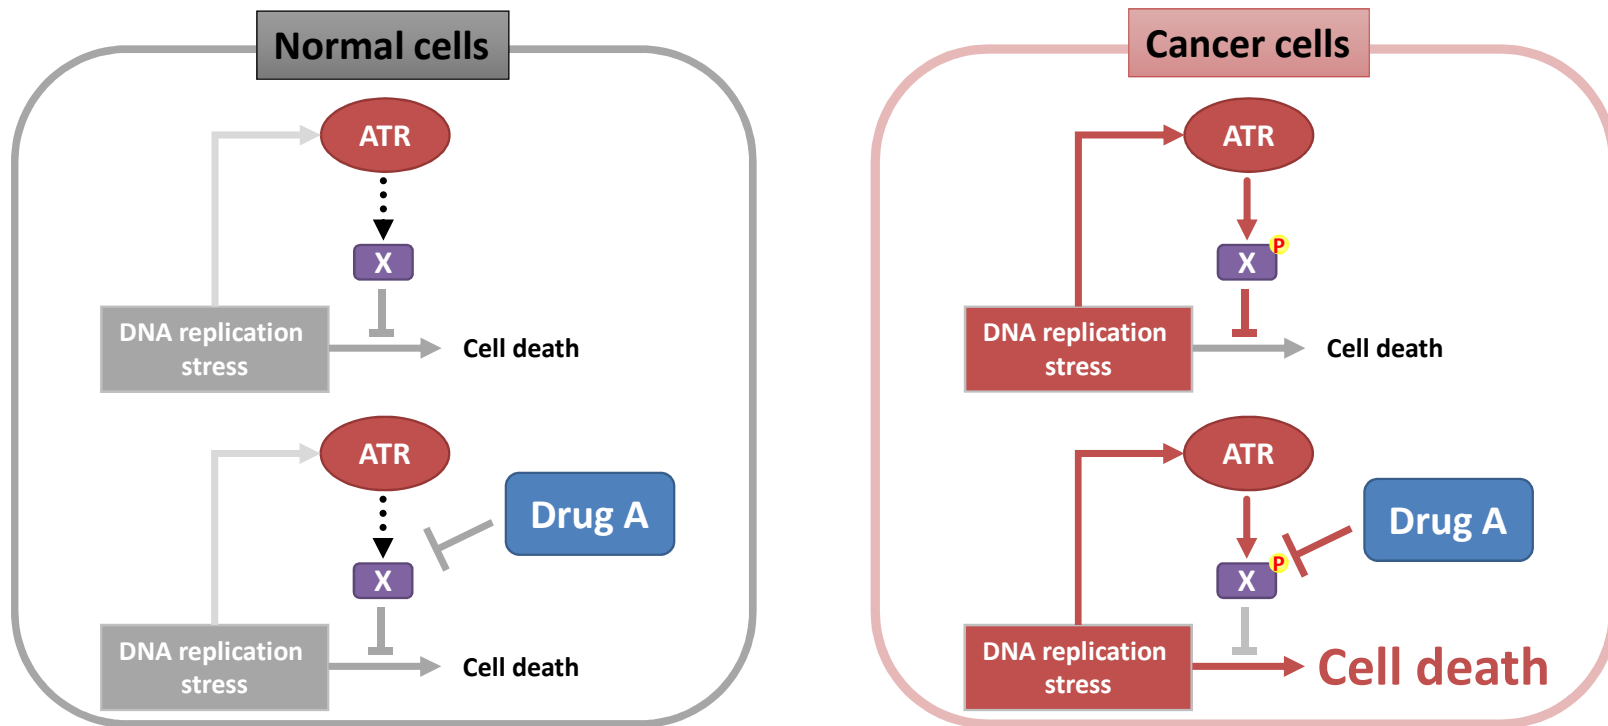 Normal cells
ATR
X
DNA replication
stress
Cell death
ATR
Drug A
X
DNA replication
stress
Cell death
Cancer cells
ATR
P
X
DNA replication
stress
Cell death
ATR
Drug A
P
X
DNA replication
stress
Cell death